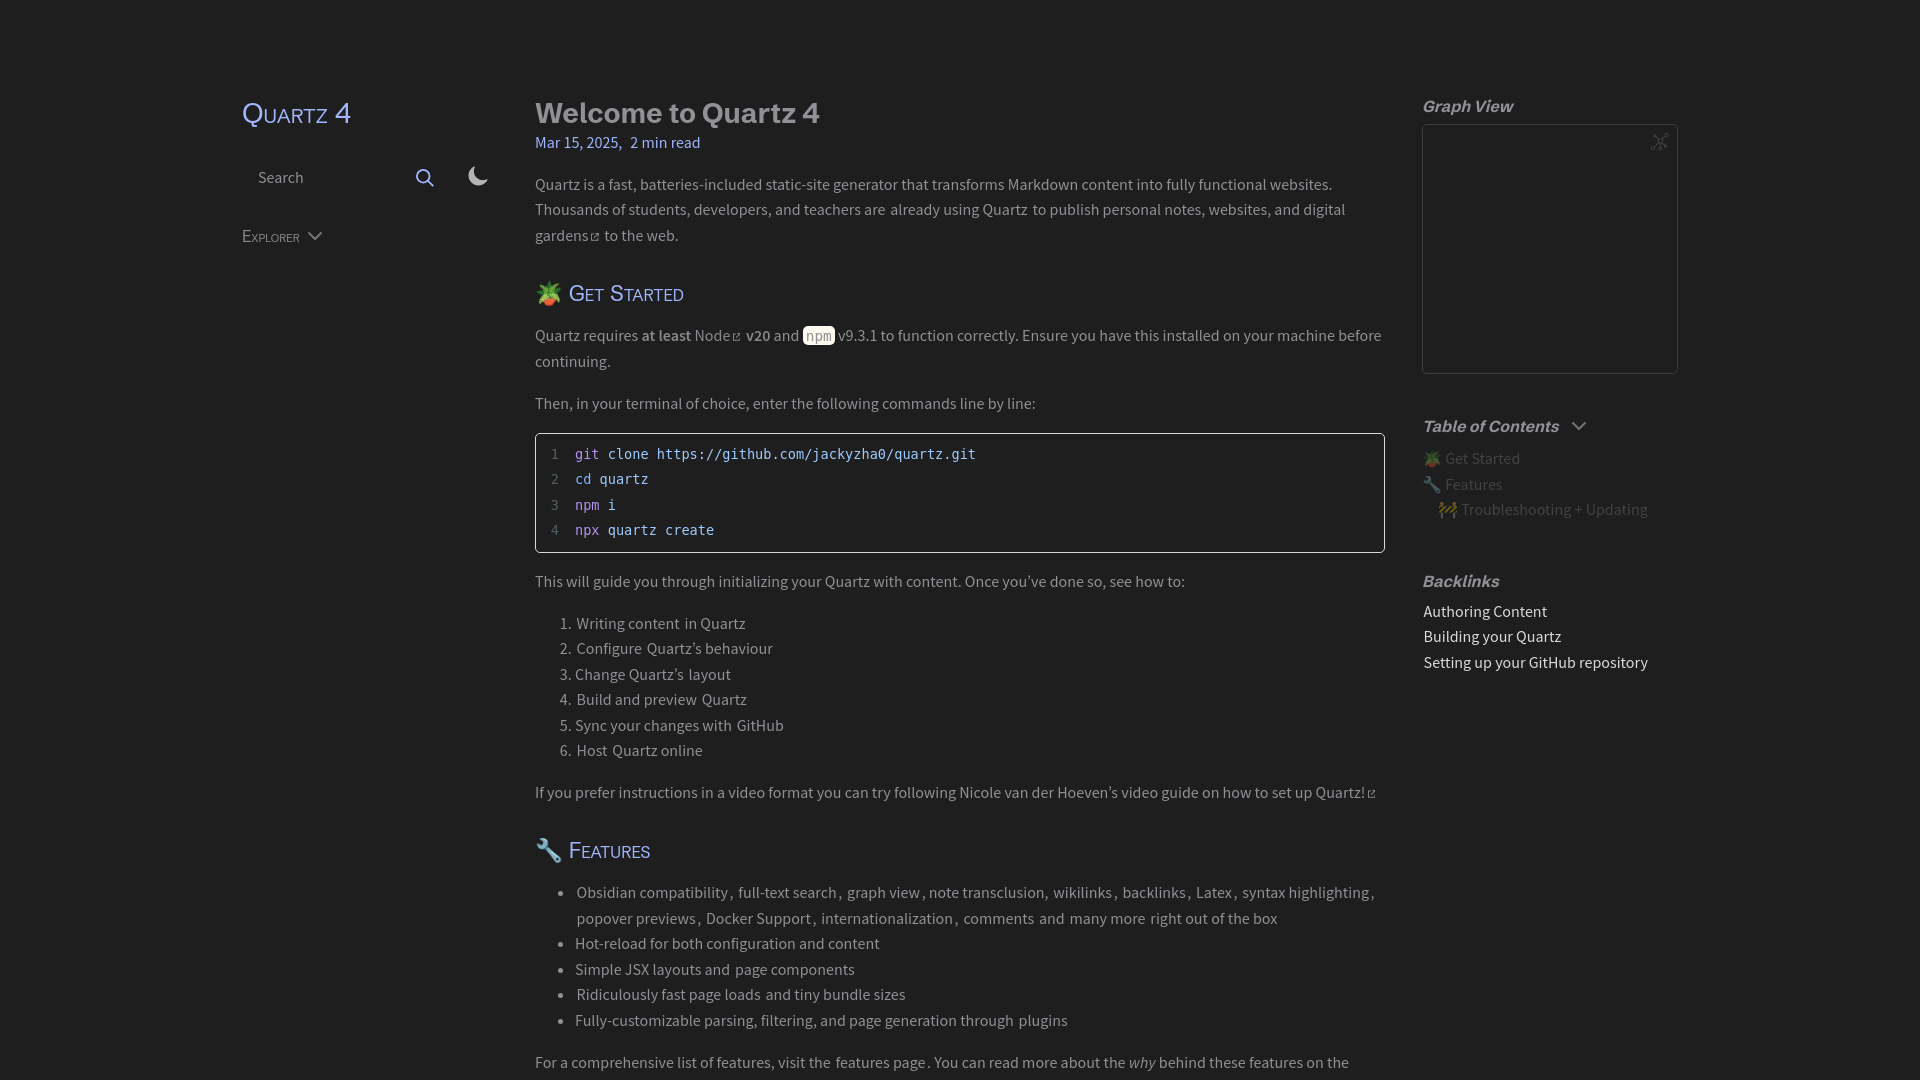 Quartz 4
Search
Explorer
Welcome to Quartz 4
Mar 15, 2025, 2 min read
Quartz is a fast, batteries-included static-site generator that transforms Markdown content into fully functional websites.
Thousands of students, developers, and teachers are already using Quartz to publish personal notes, websites, and digital
gardens to the web.
🪴 Get Started
Quartz requires at least Node v20 and npm v9.3.1 to function correctly. Ensure you have this installed on your machine before
continuing.
Then, in your terminal of choice, enter the following commands line by line:
1 git clone https://github.com/jackyzha0/quartz.git
2 cd quartz
3 npm i
4 npx quartz create
This will guide you through initializing your Quartz with content. Once you’ve done so, see how to:
1. Writing content in Quartz
2. Configure Quartz’s behaviour
3. Change Quartz’s layout
4. Build and preview Quartz
5. Sync your changes with GitHub
6. Host Quartz online
If you prefer instructions in a video format you can try following Nicole van der Hoeven’s video guide on how to set up Quartz!
🔧 Features
• Obsidian compatibility, full-text search, graph view, note transclusion, wikilinks, backlinks, Latex, syntax highlighting,
popover previews, Docker Support, internationalization, comments and many more right out of the box
• Hot-reload for both configuration and content
• Simple JSX layouts and page components
• Ridiculously fast page loads and tiny bundle sizes
• Fully-customizable parsing, filtering, and page generation through plugins
For a comprehensive list of features, visit the features page. You can read more about the why behind these features on the
Graph View
Table of Contents
🪴 Get Started
🔧 Features
🚧 Troubleshooting + Updating
Backlinks
Authoring Content
Building your Quartz
Setting up your GitHub repository